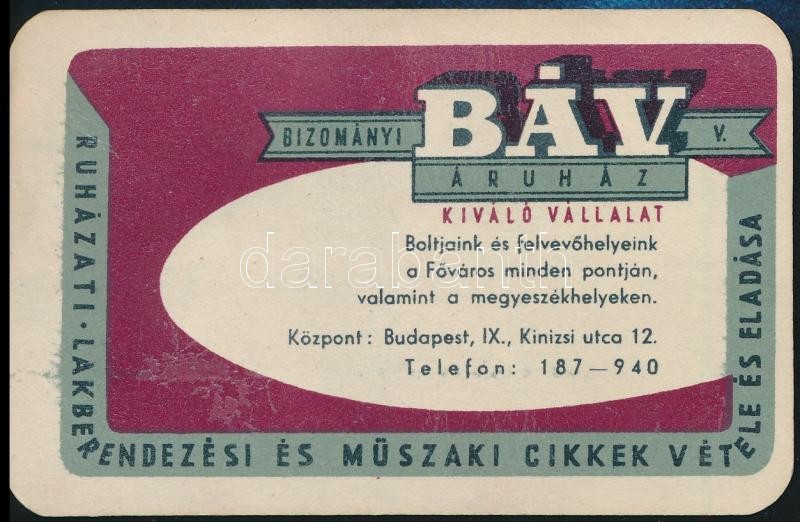 BIZOMÁNYI BÁV V.
ÁRUHÁZ
KIVÁLÓ VÁLLALAT
Boltjaink és felvevőhelyeink
a Főváros minden pontján,
valamint a megyeszékhelyeken.
Központ: Budapest, IX., Kinizsi utca 12.
Telefon: 187—940
RUHÁZATI·LAKBERENDEZÉSI ÉS MŰSZAKI CIKKEK VÉTELE ÉS ELADÁSA
darabanth